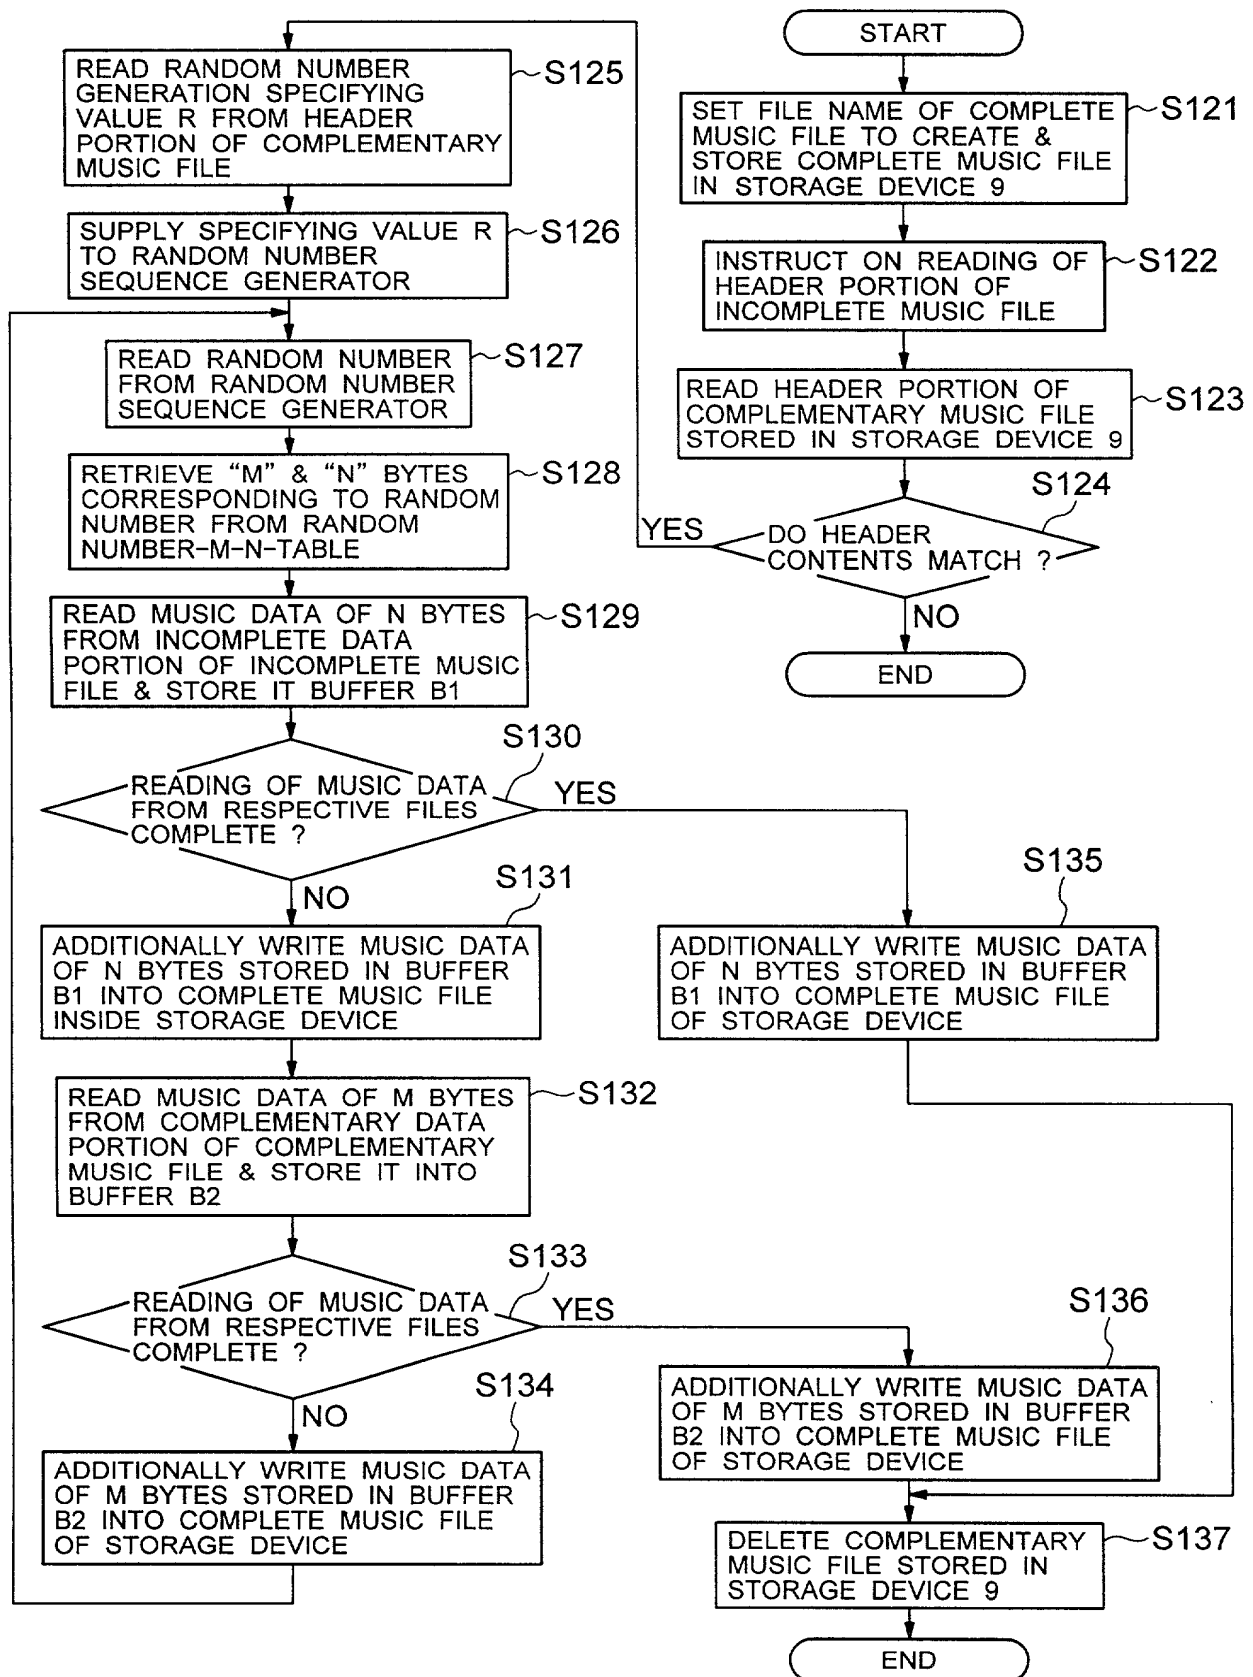 START
SET FILE NAME OF COMPLETE
MUSIC FILE TO CREATE &
STORE COMPLETE MUSIC FILE
IN STORAGE DEVICE 9
S121
INSTRUCT ON READING OF
HEADER PORTION OF
INCOMPLETE MUSIC FILE
S122
READ HEADER PORTION OF
COMPLEMENTARY MUSIC FILE
STORED IN STORAGE DEVICE 9
S123
S124
DO HEADER
CONTENTS MATCH ?
YES
NO
END
READ RANDOM NUMBER
GENERATION SPECIFYING
VALUE R FROM HEADER
PORTION OF COMPLEMENTARY
MUSIC FILE
S125
SUPPLY SPECIFYING VALUE R
TO RANDOM NUMBER
SEQUENCE GENERATOR
S126
READ RANDOM NUMBER
FROM RANDOM NUMBER
SEQUENCE GENERATOR
S127
RETRIEVE “M” & “N” BYTES
CORRESPONDING TO RANDOM
NUMBER FROM RANDOM
NUMBER-M-N-TABLE
S128
READ MUSIC DATA OF N BYTES
FROM INCOMPLETE DATA
PORTION OF INCOMPLETE MUSIC
FILE & STORE IT BUFFER B1
S129
S130
READING OF MUSIC DATA
FROM RESPECTIVE FILES
COMPLETE ?
YES
NO
S131
ADDITIONALLY WRITE MUSIC DATA
OF N BYTES STORED IN BUFFER
B1 INTO COMPLETE MUSIC FILE
INSIDE STORAGE DEVICE
READ MUSIC DATA OF M BYTES
FROM COMPLEMENTARY DATA
PORTION OF COMPLEMENTARY
MUSIC FILE & STORE IT INTO
BUFFER B2
S132
S133
READING OF MUSIC DATA
FROM RESPECTIVE FILES
COMPLETE ?
YES
NO
S134
ADDITIONALLY WRITE MUSIC DATA
OF M BYTES STORED IN BUFFER
B2 INTO COMPLETE MUSIC FILE
OF STORAGE DEVICE
S135
ADDITIONALLY WRITE MUSIC DATA
OF N BYTES STORED IN BUFFER
B1 INTO COMPLETE MUSIC FILE
OF STORAGE DEVICE
S136
ADDITIONALLY WRITE MUSIC DATA
OF M BYTES STORED IN BUFFER
B2 INTO COMPLETE MUSIC FILE
OF STORAGE DEVICE
DELETE COMPLEMENTARY
MUSIC FILE STORED IN
STORAGE DEVICE 9
S137
END